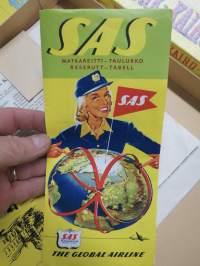 SAS
MATKAREITTI-TAULUKKO
RESERUTT-TABELL
SAS
SAS
THE GLOBAL AIRLINE